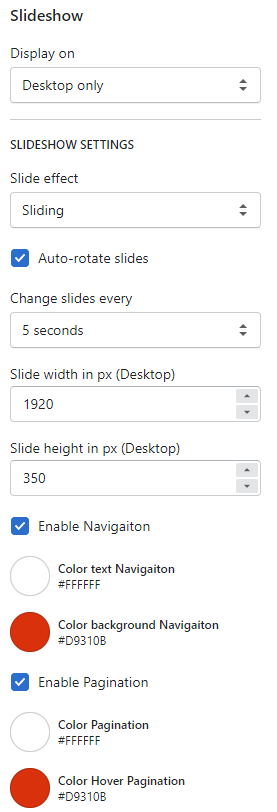 Slideshow
Display on
Desktop only
SLIDESHOW SETTINGS
Slide effect
Sliding
Auto-rotate slides
Change slides every
5 seconds
Slide width in px (Desktop)
1920
Slide height in px (Desktop)
350
Enable Navigaiton
Color text Navigaiton
#FFFFFF
Color background Navigaiton
#D9310B
Enable Pagination
Color Pagination
#FFFFFF
Color Hover Pagination
#D9310B